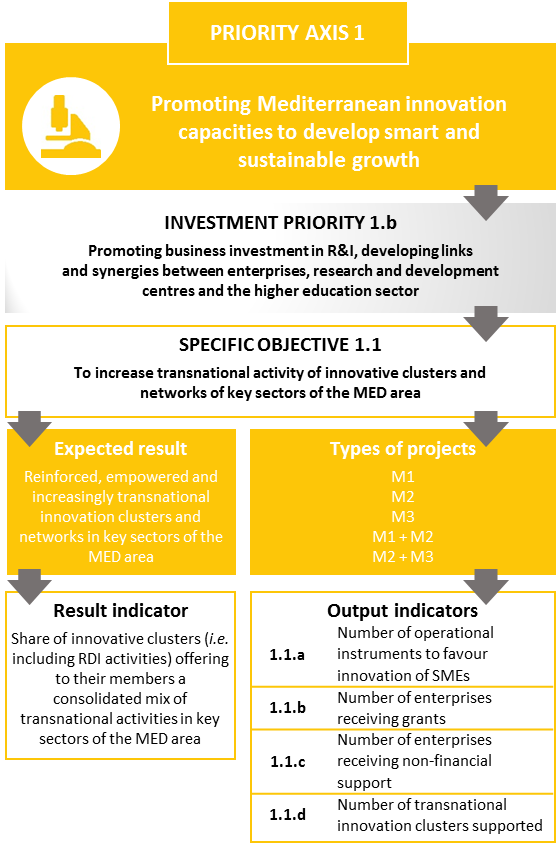 PRIORITY AXIS 1
Promoting Mediterranean innovation
capacities to develop smart and
sustainable growth
INVESTMENT PRIORITY 1.b
Promoting business investment in R&I, developing links
and synergies between enterprises, research and development
centres and the higher education sector
SPECIFIC OBJECTIVE 1.1
To increase transnational activity of innovative clusters and
networks of key sectors of the MED area
Expected result
Reinforced, empowered and
increasingly transnational
innovation clusters and
networks in key sectors of the
MED area
Types of projects
M1
M2
M3
M1 + M2
M2 + M3
Result indicator
Share of innovative clusters (i.e.
including RDI activities) offering
to their members a
consolidated mix of
transnational activities in key
sectors of the MED area
Output indicators
1.1.a
Number of operational
instruments to favour
innovation of SMEs
1.1.b
Number of enterprises
receiving grants
1.1.c
Number of enterprises
receiving non-financial
support
1.1.d
Number of transnational
innovation clusters supported